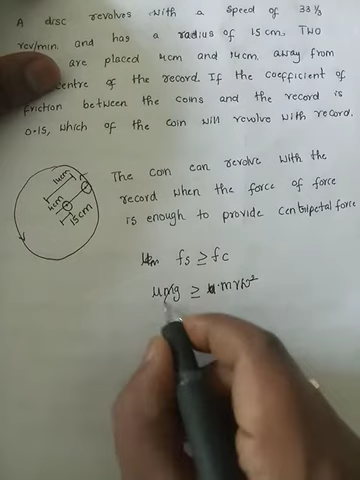 A disc revolves with a speed of 33 1/3
rev/min. and has a radius of 15 cm. Two
are placed 4cm and 14cm away from
centre of the record. If the coefficient of
friction between the coins and the record is
0.15, which of the coin will revolve with record.
14cm
4cm
15cm
The coin can revolve with the
record when the force of force
is enough to provide centripetal force
fs ≥ fc
μmg ≥ mrω²